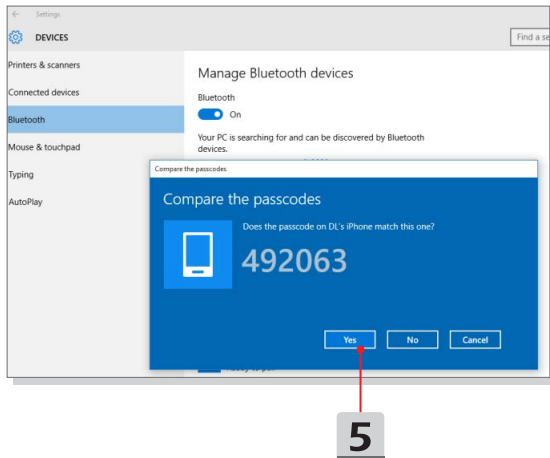 Settings
DEVICES
Find a se
Printers & scanners
Connected devices
Bluetooth
Mouse & touchpad
Typing
AutoPlay
Manage Bluetooth devices
Bluetooth
On
Your PC is searching for and can be discovered by Bluetooth
devices.
Compare the passcodes
Compare the passcodes
Does the passcode on DL's iPhone match this one?
492063
Yes No Cancel
5